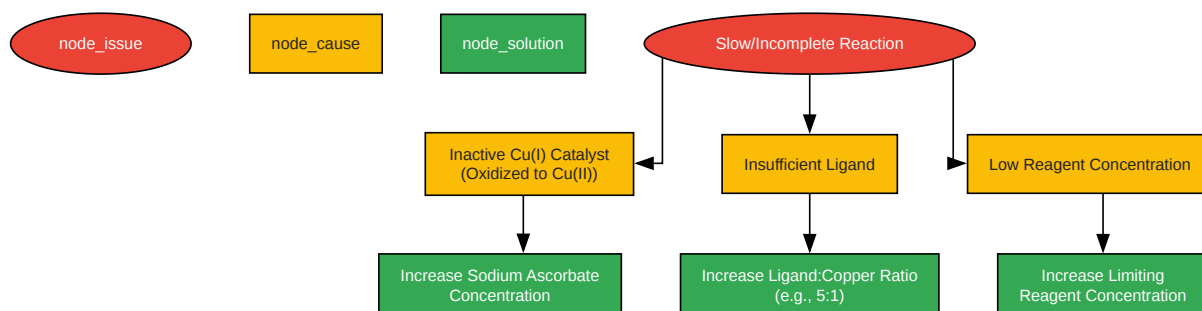 node_issue
node_cause
node_solution
Slow/Incomplete Reaction
Inactive Cu(I) Catalyst
(Oxidized to Cu(II))
Insufficient Ligand
Low Reagent Concentration
Increase Sodium Ascorbate
Concentration
Increase Ligand:Copper Ratio
(e.g., 5:1)
Increase Limiting
Reagent Concentration